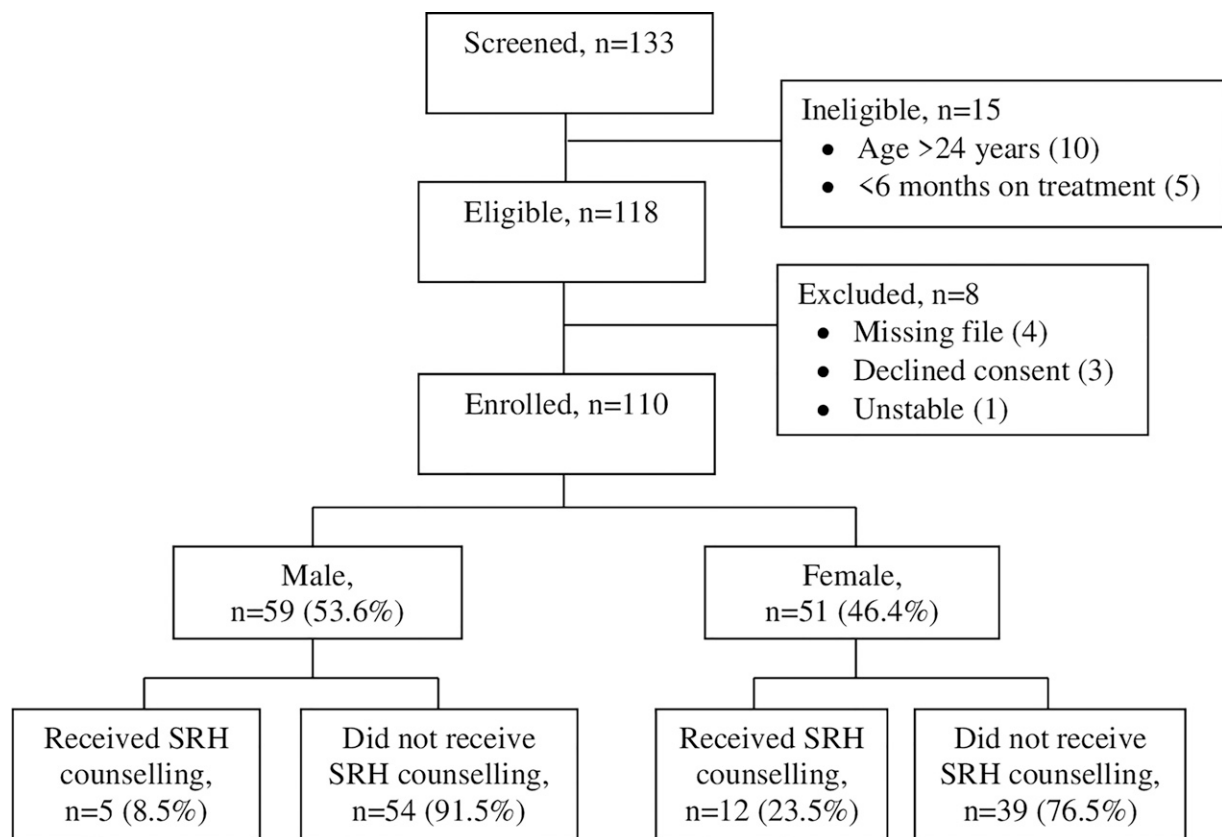 Screened, n=133
Ineligible, n=15
• Age >24 years (10)
• <6 months on treatment (5)
Eligible, n=118
Excluded, n=8
• Missing file (4)
• Declined consent (3)
• Unstable (1)
Enrolled, n=110
Male,
n=59 (53.6%)
Female,
n=51 (46.4%)
Received SRH
counselling,
n=5 (8.5%)
Did not receive
SRH counselling,
n=54 (91.5%)
Received SRH
counselling,
n=12 (23.5%)
Did not receive
SRH counselling,
n=39 (76.5%)